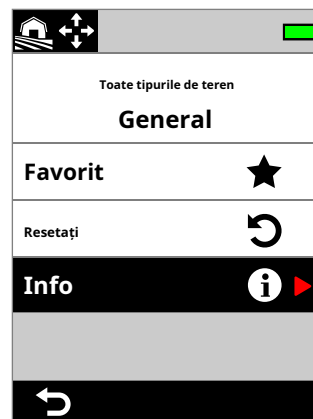 Toate tipurile de teren
General
Favorit
Resetați
Info